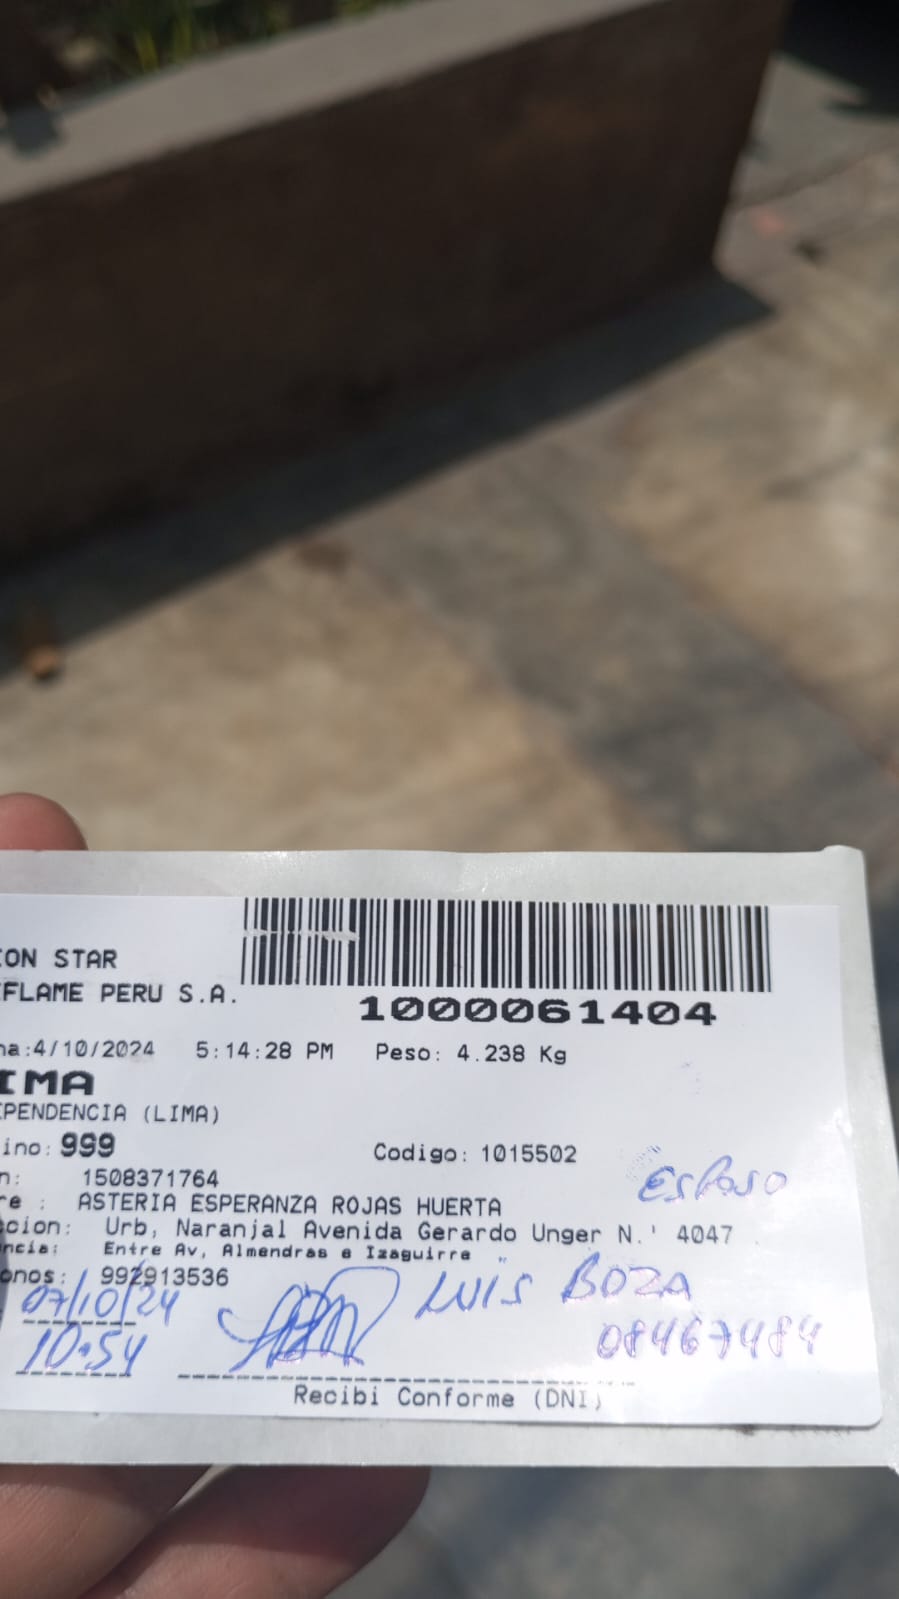 ON STAR
FLAME PERU S.A.
1000061404
ha:4/10/2024 5:14:28 PM Peso: 4.238 Kg
IMA
PENDENCIA (LIMA)
ino: 999 Codigo: 1015502
n: 1508371764
Esposo
re : ASTERIA ESPERANZA ROJAS HUERTA
cion: Urb, Naranjal Avenida Gerardo Unger N.' 4047
ncia: Entre Av, Almendras e Izaguirre
onos: 992913536
07/10/24 LUIS BOZA
10:54 08467484
Recibi Conforme (DNI)